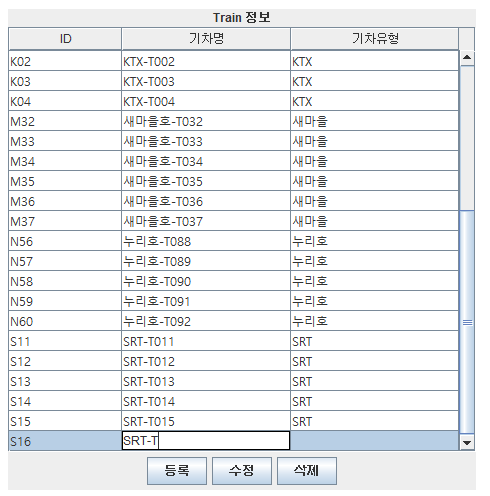 Train 정보
ID 기차명 기차유형
K02 KTX-T002 KTX
K03 KTX-T003 KTX
K04 KTX-T004 KTX
M32 새마을호-T032 새마을
M33 새마을호-T033 새마을
M34 새마을호-T034 새마을
M35 새마을호-T035 새마을
M36 새마을호-T036 새마을
M37 새마을호-T037 새마을
N56 누리호-T088 누리호
N57 누리호-T089 누리호
N58 누리호-T090 누리호
N59 누리호-T091 누리호
N60 누리호-T092 누리호
S11 SRT-T011 SRT
S12 SRT-T012 SRT
S13 SRT-T013 SRT
S14 SRT-T014 SRT
S15 SRT-T015 SRT
S16 SRT-T
등록 수정 삭제